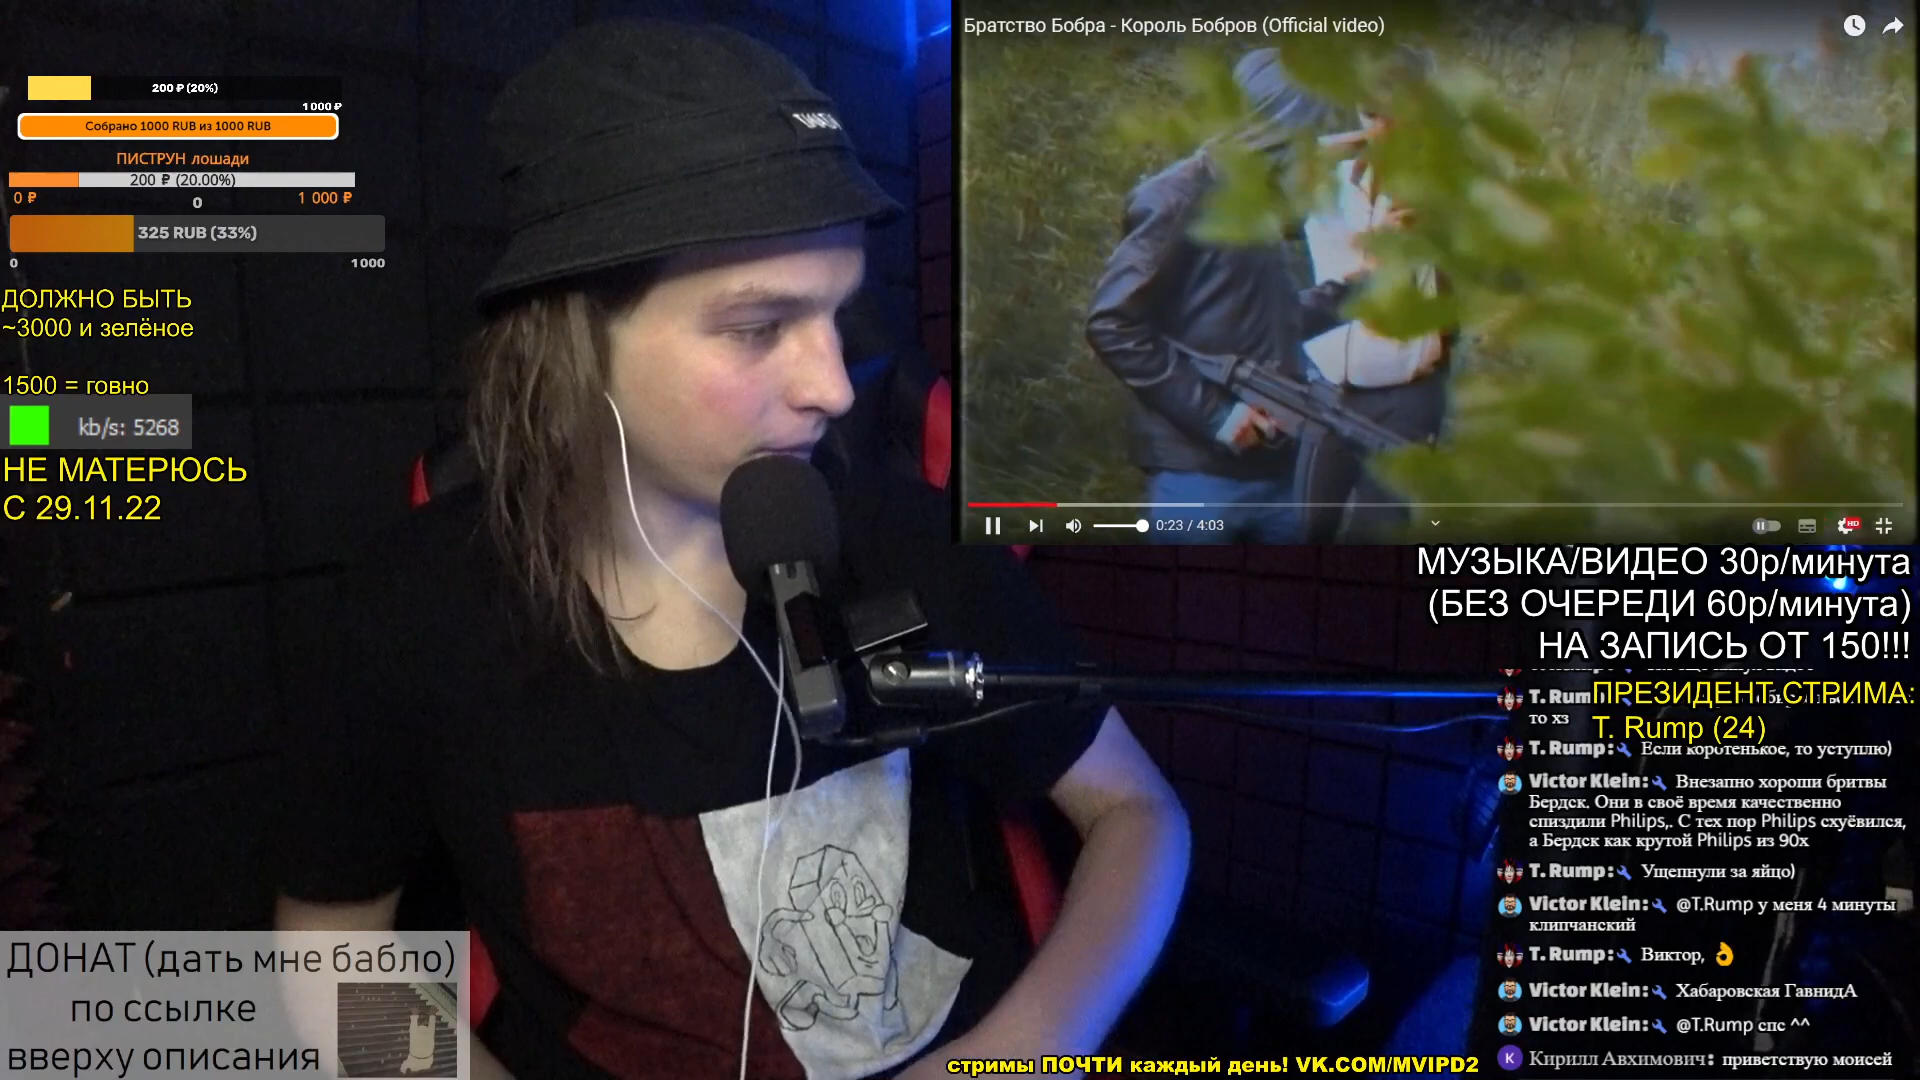 200 ₽ (20%)
1000 ₽
Собрано 1000 RUB из 1000 RUB
ПИСТРУН лошади
200 ₽ (20.00%)
0 ₽
0
1 000 ₽
325 RUB (33%)
0
1000
ДОЛЖНО БЫТЬ
~3000 и зелёное
1500 = говно
kb/s: 5268
НЕ МАТЕРЮСЬ
С 29.11.22
ДОНАТ (дать мне бабло)
по ссылке
вверху описания
Братство Бобра - Король Бобров (Official video)
0:23 / 4:03
HD
МУЗЫКА/ВИДЕО 30р/минута
(БЕЗ ОЧЕРЕДИ 60р/минута)
НА ЗАПИСЬ ОТ 150!!!
ПРЕЗИДЕНТ СТРИМА:
T. Rump (24)
T. Rum
то хз
T. Rump: Если коротенькое, то уступлю)
Victor Klein: Внезапно хороши бритвы
Бердск. Они в своё время качественно
спиздили Philips,. С тех пор Philips схуёвился,
а Бердск как крутой Philips из 90х
T. Rump: Ущепнули за яйцо)
Victor Klein: @T.Rump у меня 4 минуты
клипчанский
T. Rump: Виктор, 👌
Victor Klein: Хабаровская ГавнидА
Victor Klein: @T.Rump спс ^^
K Кирилл Авхимович: приветствую моисей
стримы ПОЧТИ каждый день! VK.COM/MVIPD2